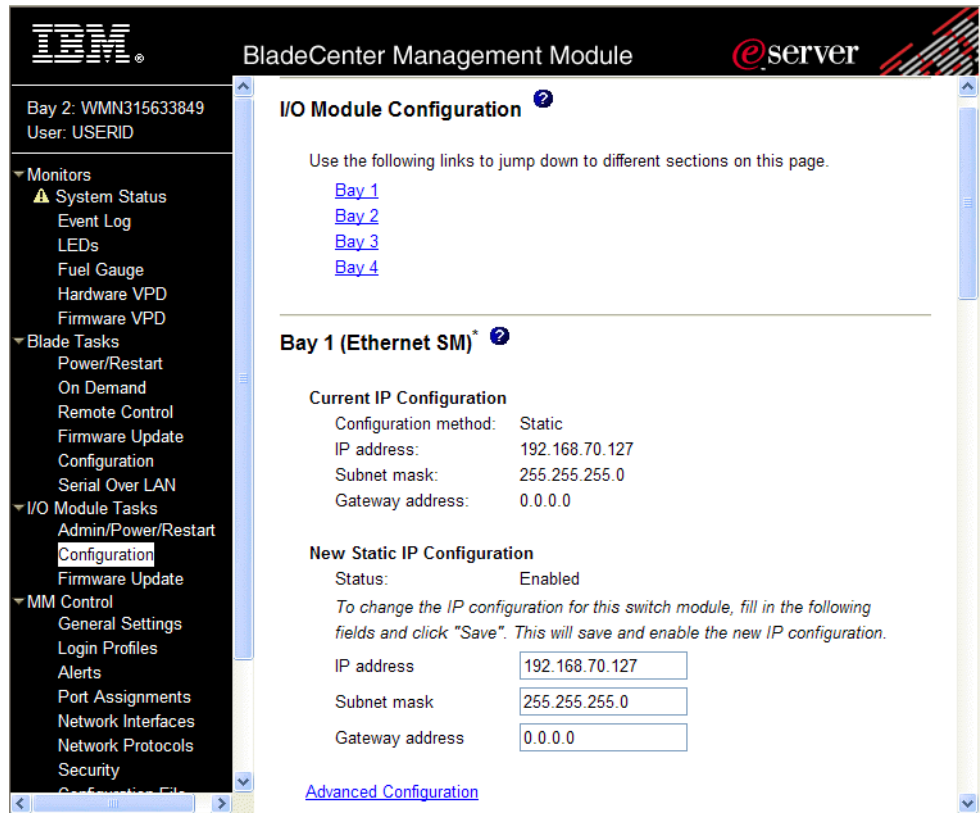 IBM®
BladeCenter Management Module
eserver
Bay 2: WMN315633849
User: USERID
Monitors
System Status
Event Log
LEDs
Fuel Gauge
Hardware VPD
Firmware VPD
Blade Tasks
Power/Restart
On Demand
Remote Control
Firmware Update
Configuration
Serial Over LAN
I/O Module Tasks
Admin/Power/Restart
Configuration
Firmware Update
MM Control
General Settings
Login Profiles
Alerts
Port Assignments
Network Interfaces
Network Protocols
Security
Configuration File
I/O Module Configuration ?
Use the following links to jump down to different sections on this page.
Bay 1
Bay 2
Bay 3
Bay 4
Bay 1 (Ethernet SM)* ?
Current IP Configuration
Configuration method: Static
IP address: 192.168.70.127
Subnet mask: 255.255.255.0
Gateway address: 0.0.0.0
New Static IP Configuration
Status: Enabled
To change the IP configuration for this switch module, fill in the following
fields and click "Save". This will save and enable the new IP configuration.
IP address 192.168.70.127
Subnet mask 255.255.255.0
Gateway address 0.0.0.0
Advanced Configuration